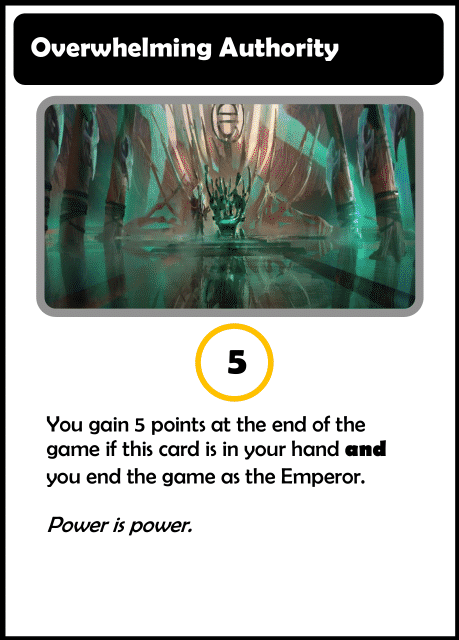 Overwhelming Authority
5
You gain 5 points at the end of the
game if this card is in your hand and
you end the game as the Emperor.
Power is power.